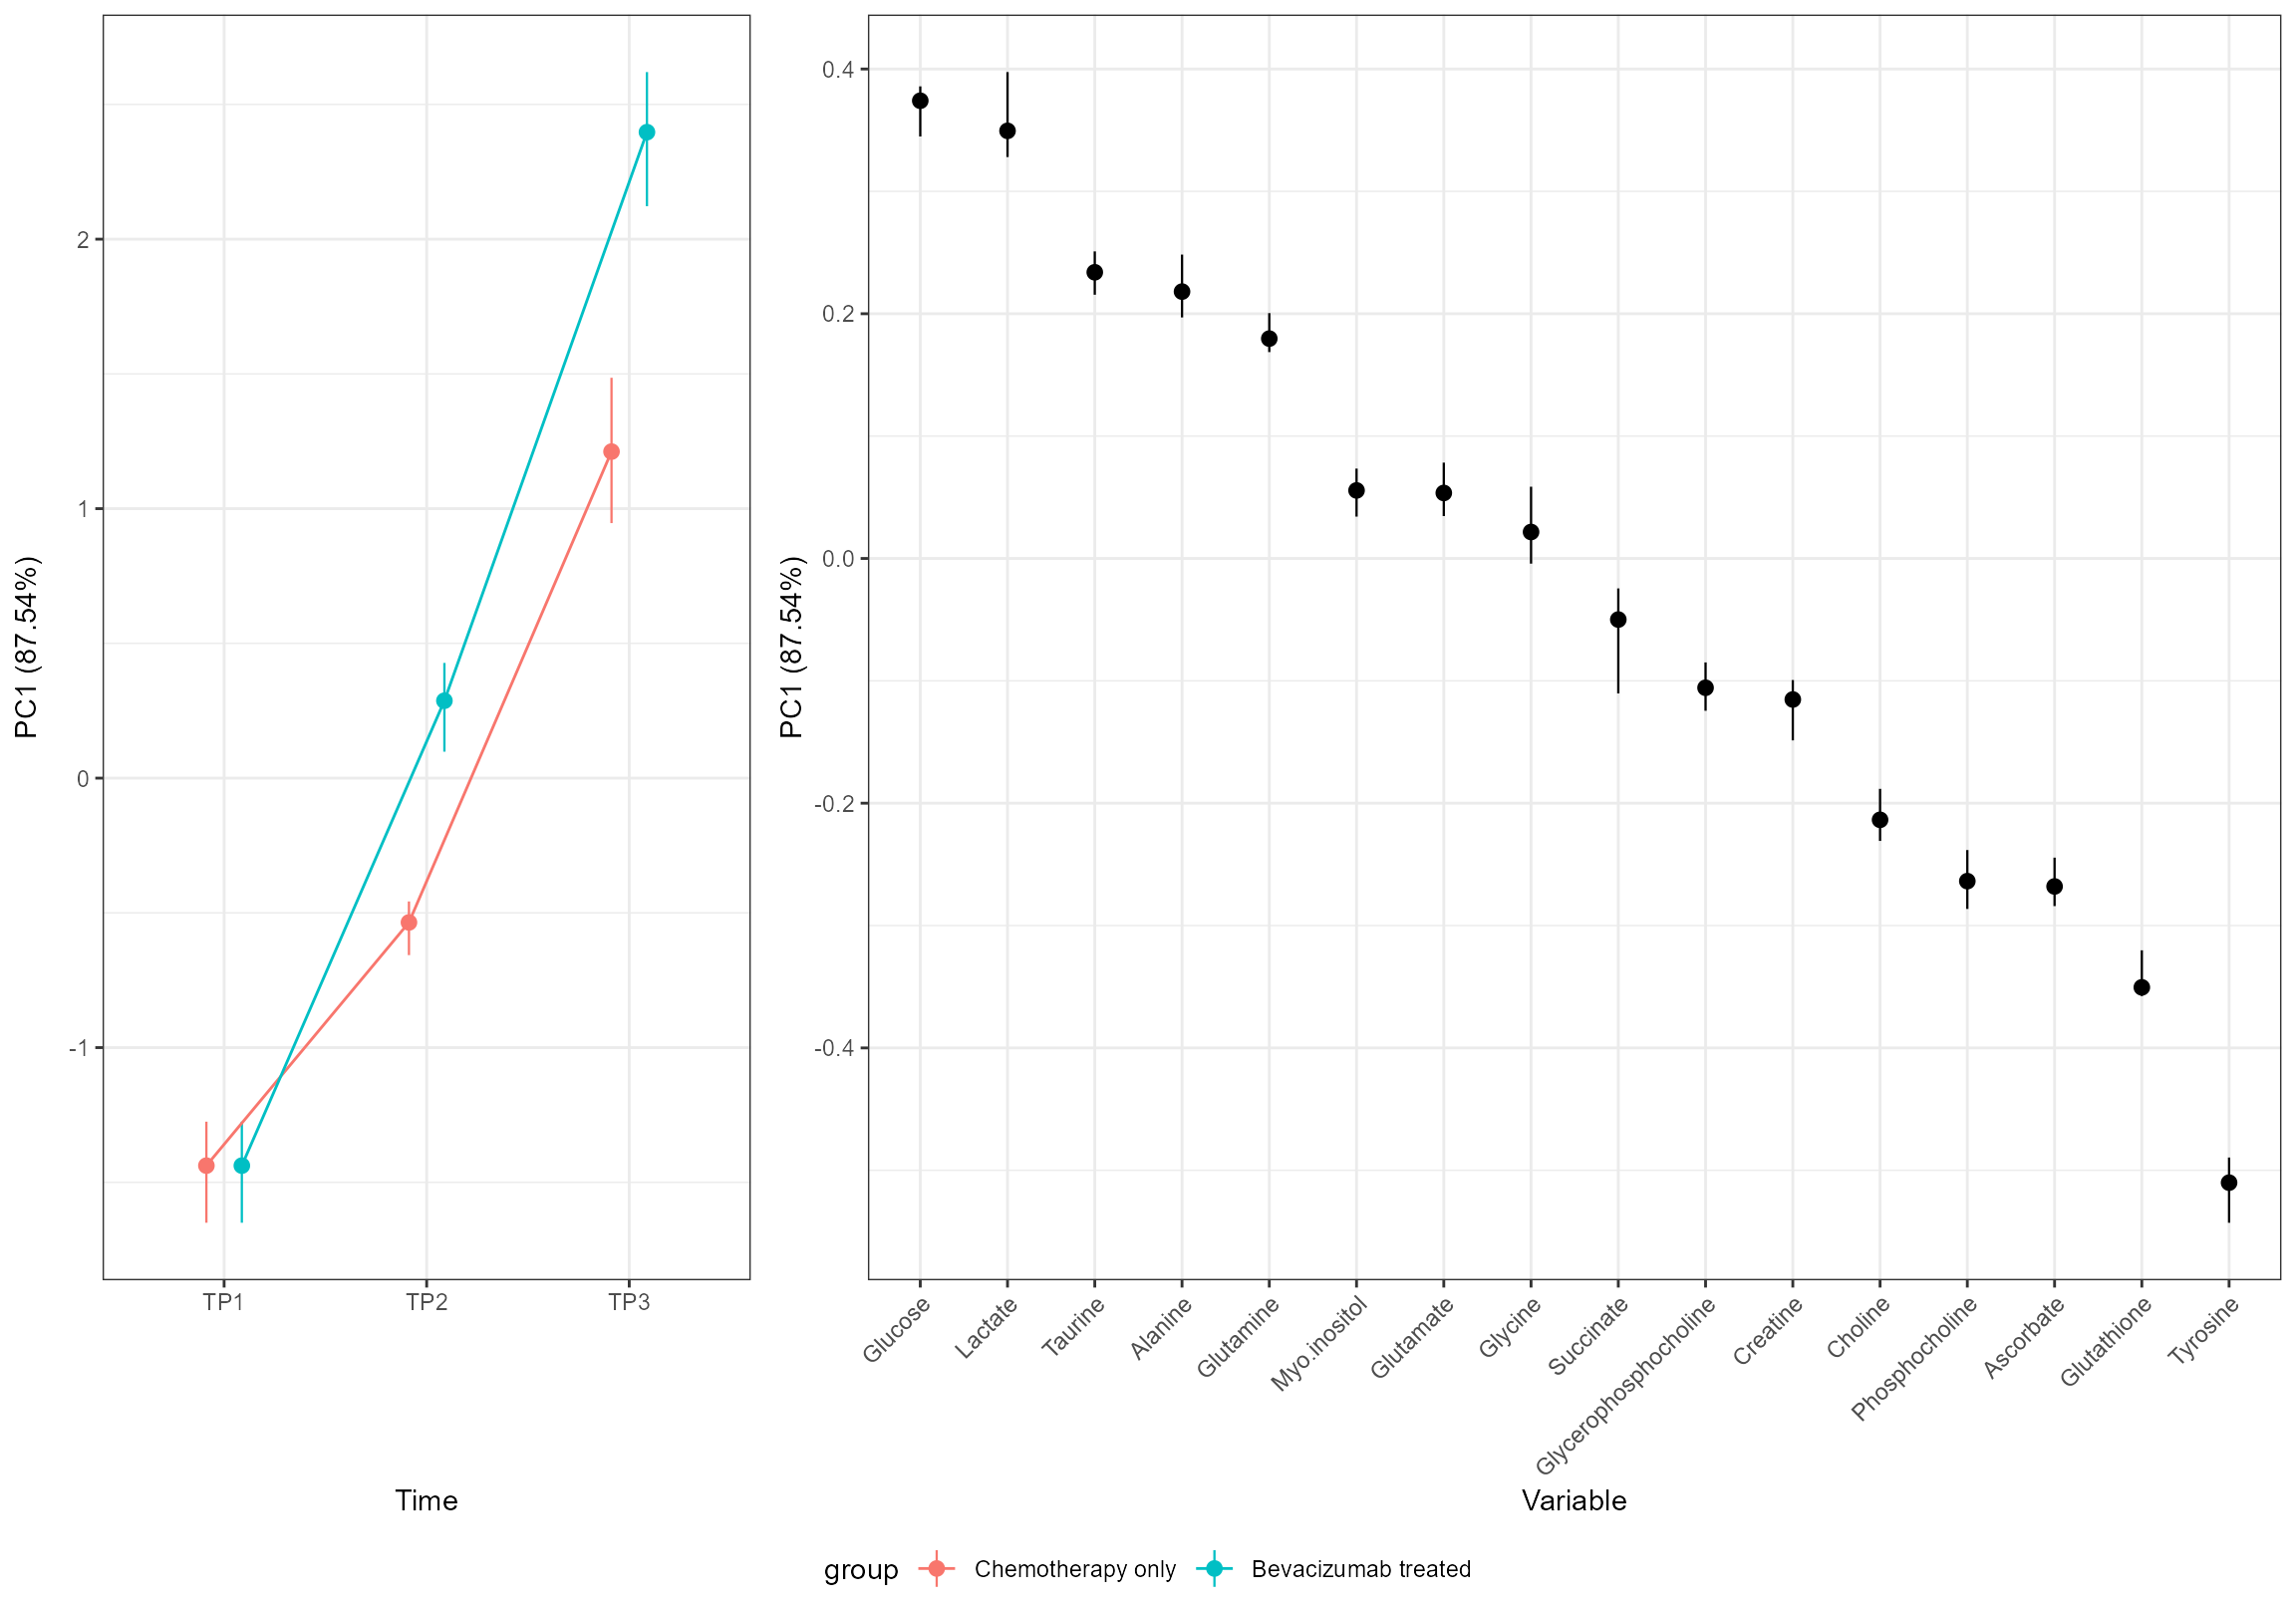 PC1 (87.54%)
2
1
0
-1
TP1 TP2 TP3
Time
PC1 (87.54%)
0.4
0.2
0.0
-0.2
-0.4
Glucose
Lactate
Taurine
Alanine
Glutamine
Myo.inositol
Glutamate
Glycine
Succinate
Glycerophosphocholine
Creatine
Choline
Phosphocholine
Ascorbate
Glutathione
Tyrosine
Variable
group Chemotherapy only Bevacizumab treated